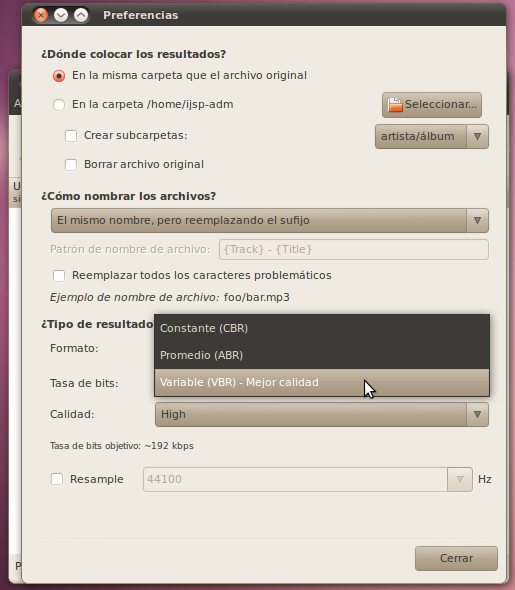 Preferencias
¿Dónde colocar los resultados?
En la misma carpeta que el archivo original
En la carpeta /home/ijsp-adm
Seleccionar...
Crear subcarpetas:
artista/álbum
Borrar archivo original
¿Cómo nombrar los archivos?
El mismo nombre, pero reemplazando el sufijo
Patrón de nombre de archivo:
{Track} - {Title}
Reemplazar todos los caracteres problemáticos
Ejemplo de nombre de archivo: foo/bar.mp3
¿Tipo de resultado
Constante (CBR)
Formato:
Promedio (ABR)
Tasa de bits:
Variable (VBR) - Mejor calidad
Calidad:
High
Tasa de bits objetivo: ~192 kbps
Resample
44100
Hz
Cerrar